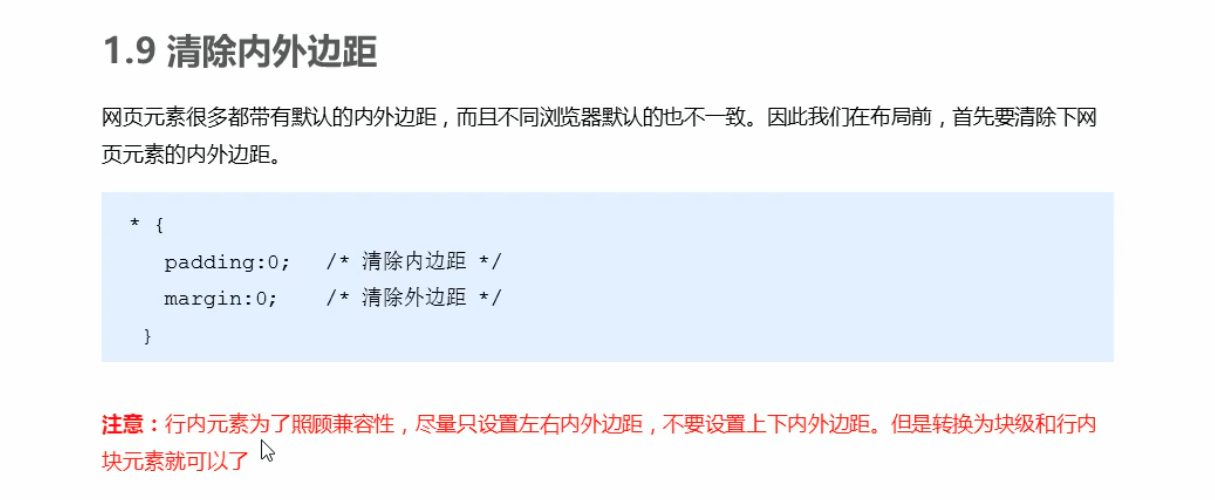 1.9 清除内外边距
网页元素很多都带有默认的内外边距，而且不同浏览器默认的也不一致。因此我们在布局前，首先要清除下网
页元素的内外边距。
* {
padding:0;   /* 清除内边距 */
margin:0;    /* 清除外边距 */
}
注意：行内元素为了照顾兼容性，尽量只设置左右内外边距，不要设置上下内外边距。但是转换为块级和行内
块元素就可以了